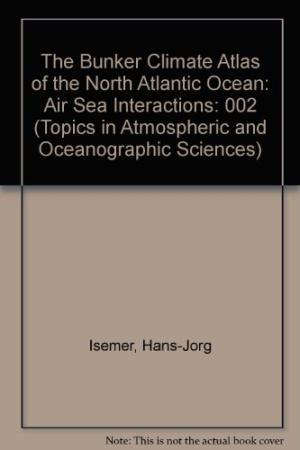 The Bunker Climate Atlas
of the North Atlantic Ocean:
Air Sea Interactions: 002
(Topics in Atmospheric and
Oceanographic Sciences)
Isemer, Hans-Jorg
Note: This is not the actual book cover